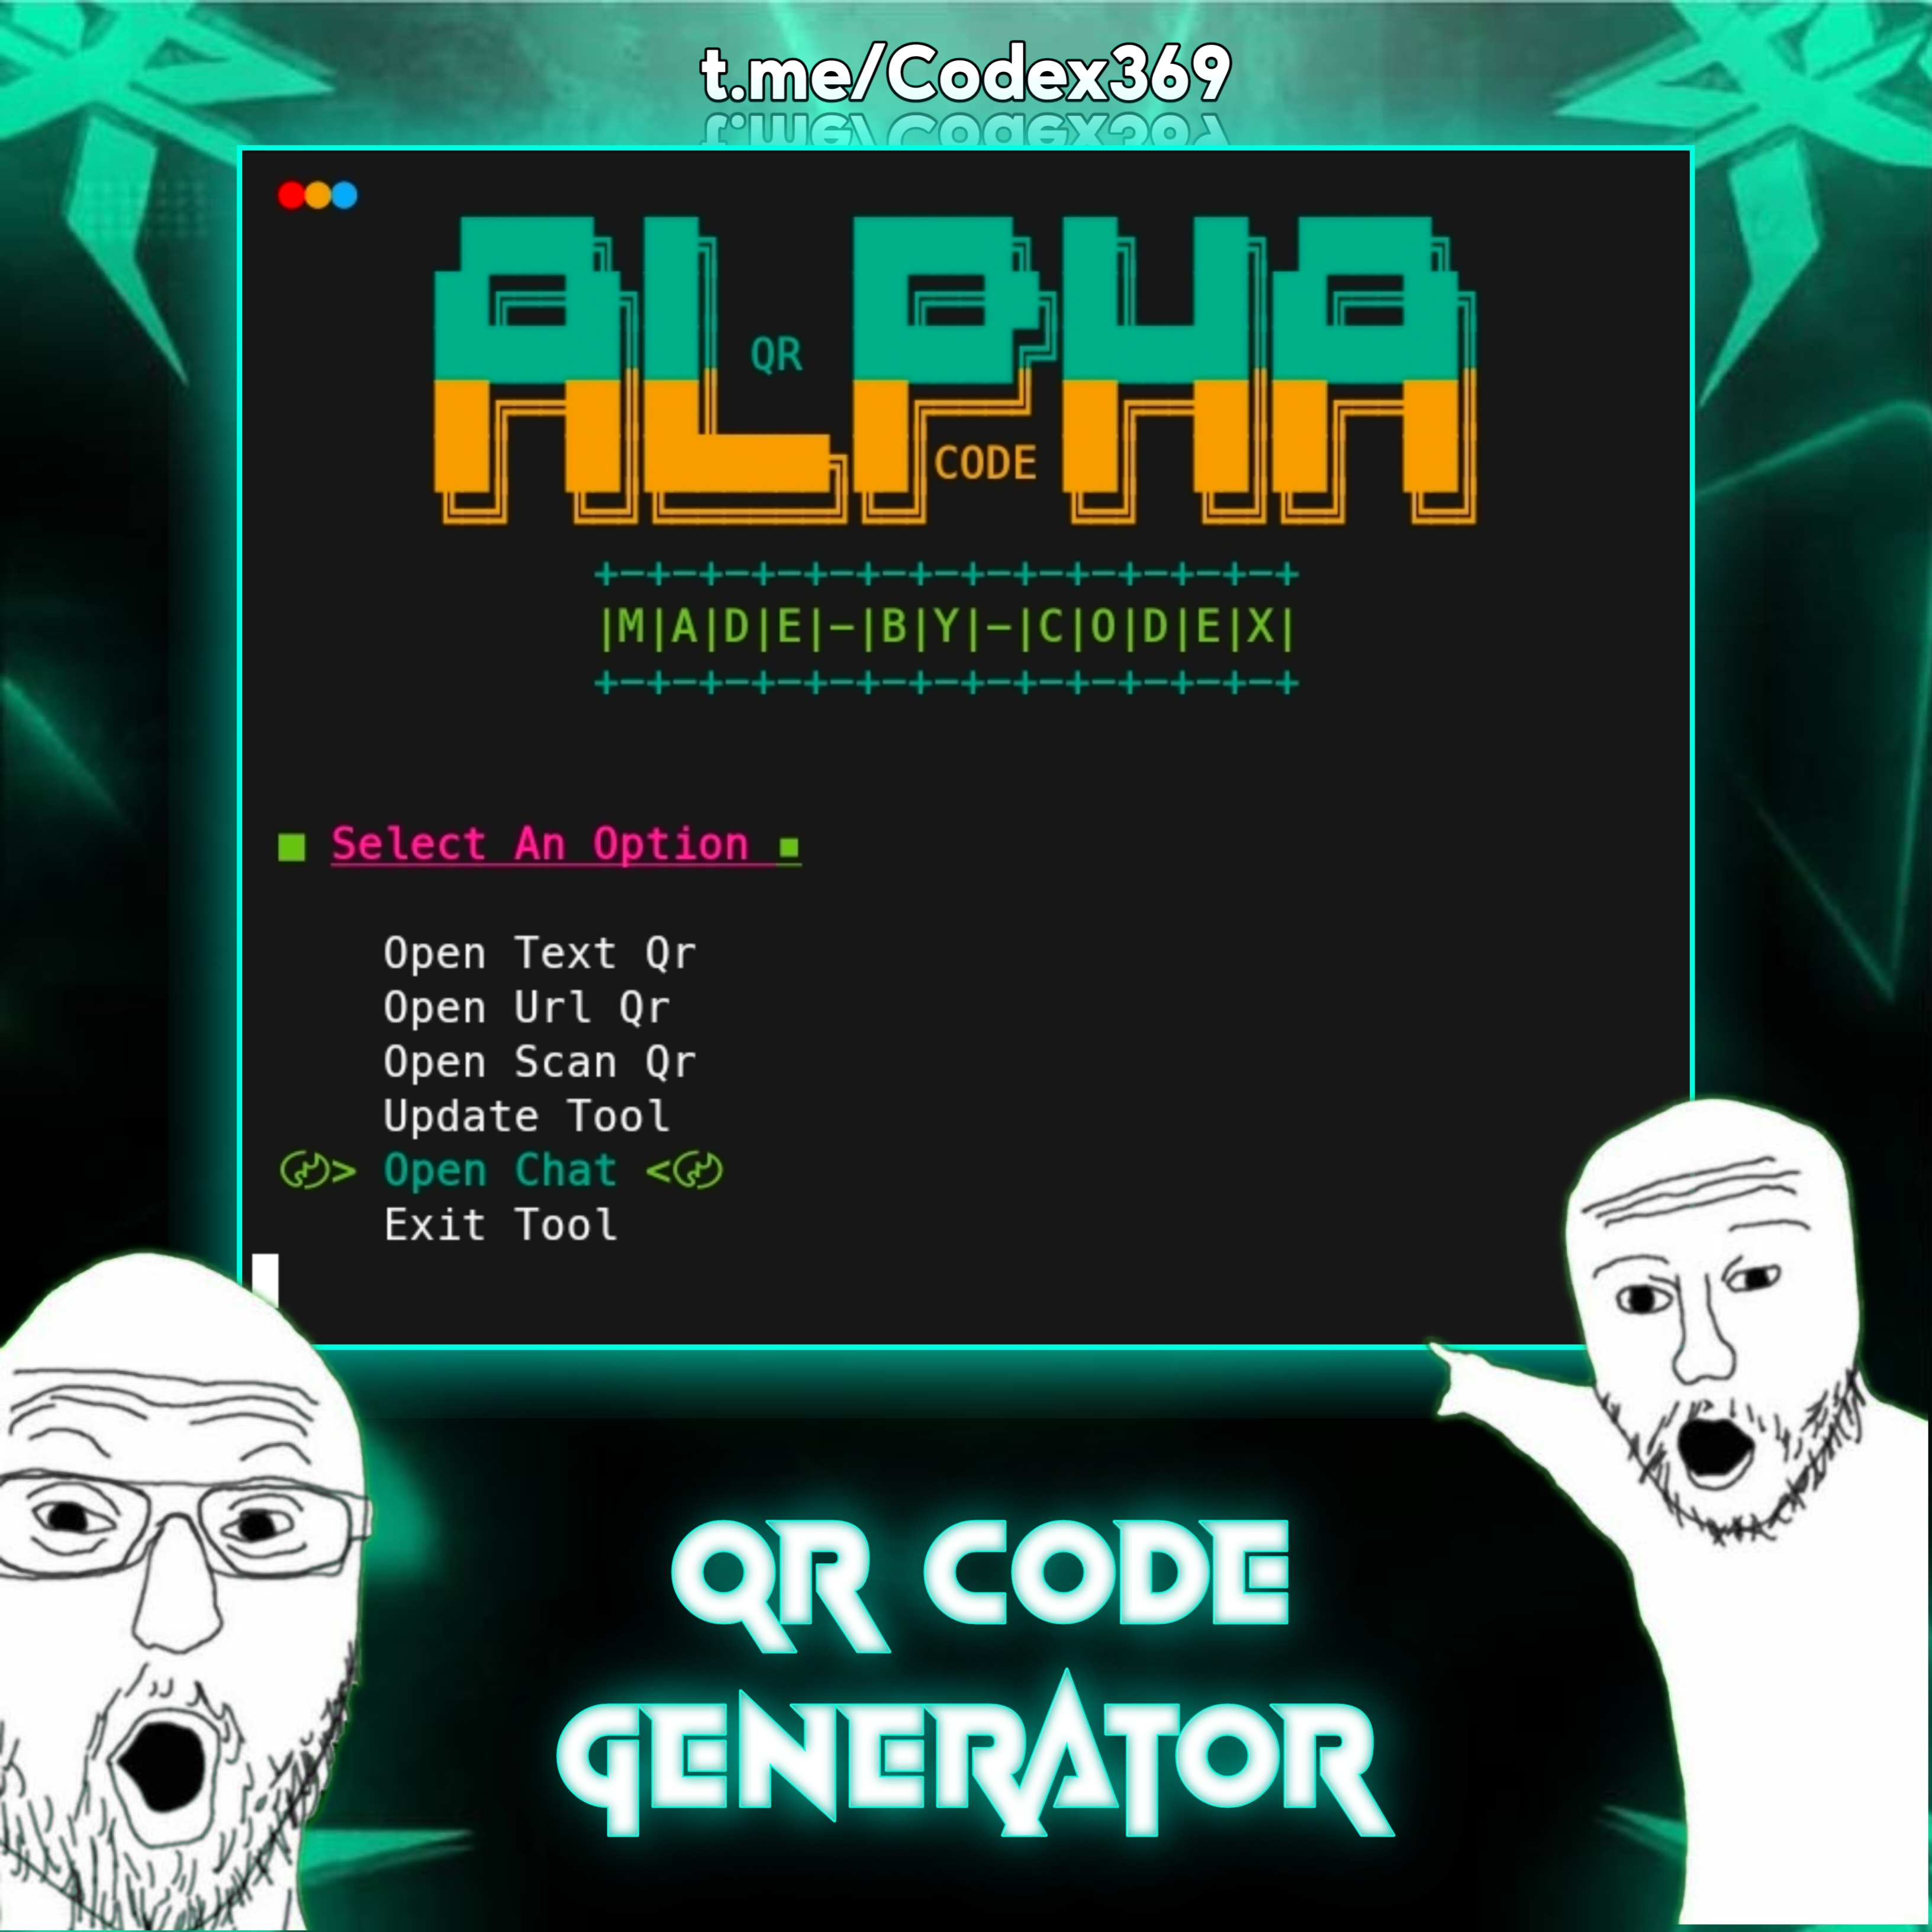 t.me/Codex369
ALPHA
QR
CODE
+-+-+-+-+-+-+-+-+-+-+-+-+-+
|M|A|D|E|-|B|Y|-|C|O|D|E|X|
+-+-+-+-+-+-+-+-+-+-+-+-+-+
■ Select An Option ■
Open Text Qr
Open Url Qr
Open Scan Qr
Update Tool
> Open Chat <
Exit Tool
QR CODE
GENERATOR